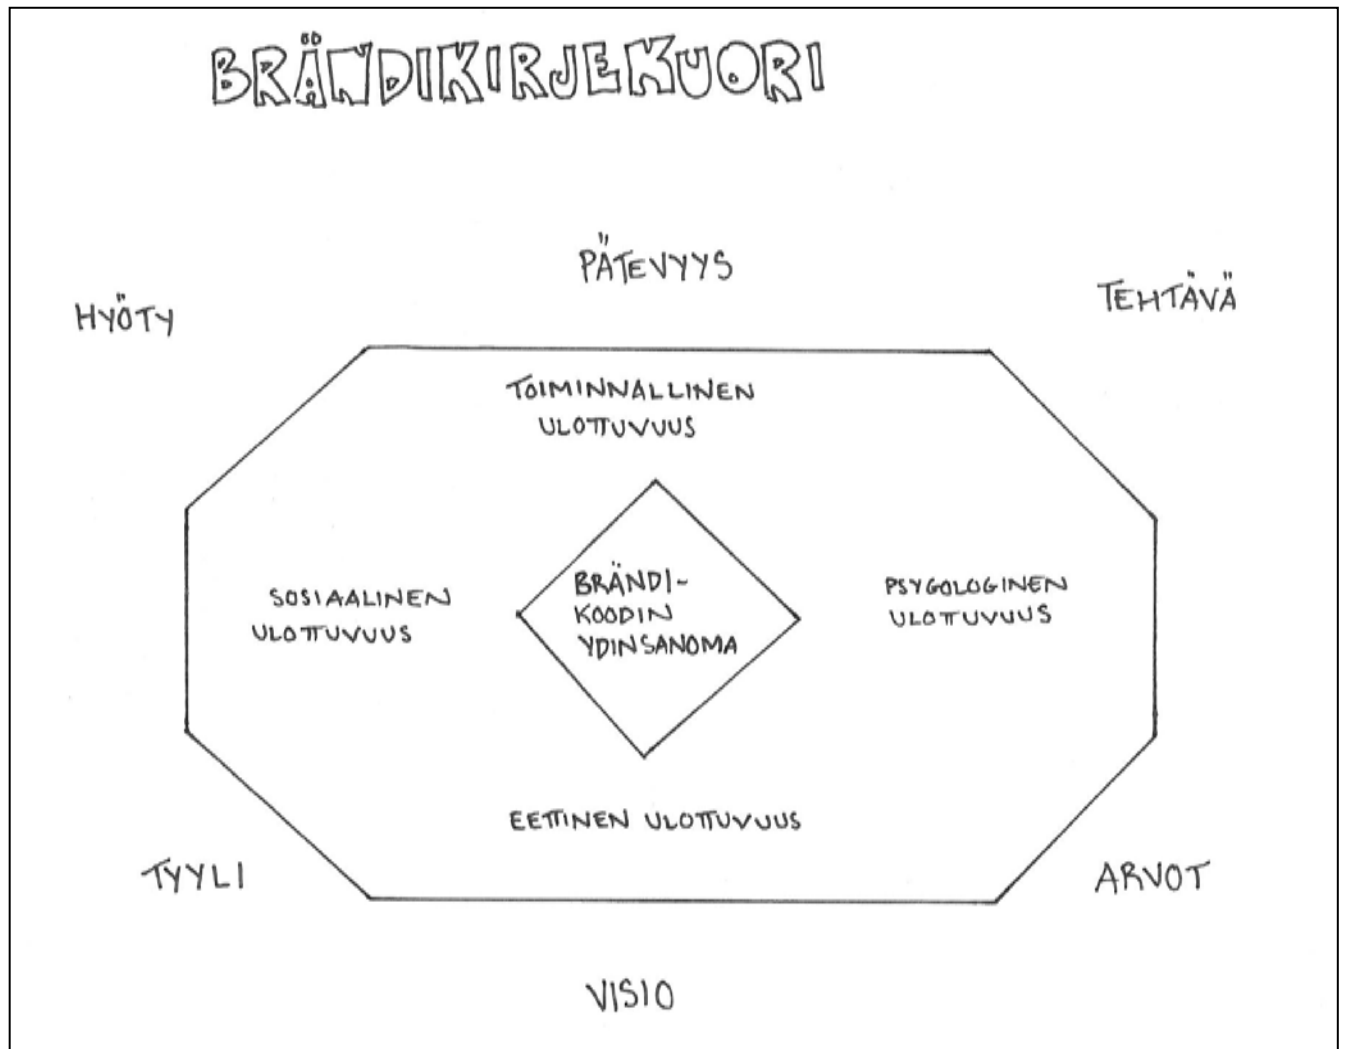 BRÄNDIKIRJEKUORI
PÄTEVYYS
HYÖTY
TEHTÄVÄ
TOIMINNALLINEN
ULOTTUVUUS
BRÄNDI-
KOODIN
YDINSANOMA
SOSIAALINEN
ULOTTUVUUS
PSYGOLOGINEN
ULOTTUVUUS
EETTINEN ULOTTUVUUS
TYYLI
ARVOT
VISIO